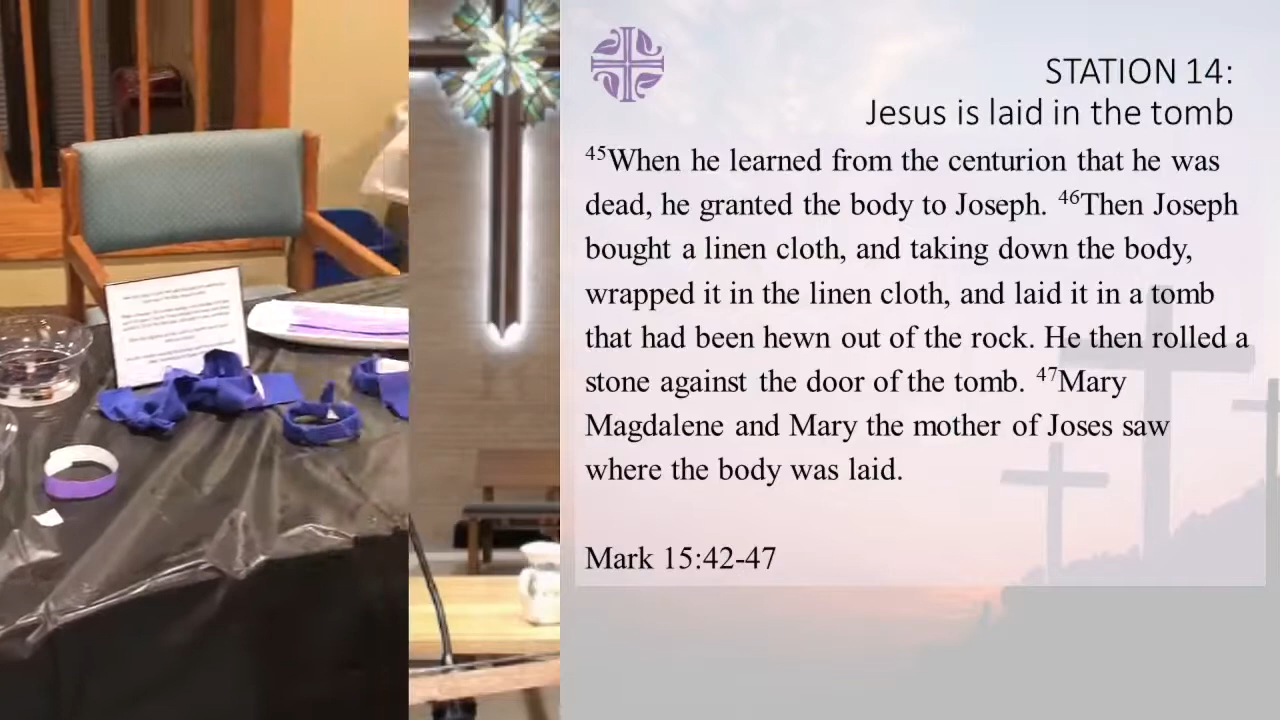 STATION 14:
Jesus is laid in the tomb
45When he learned from the centurion that he was
dead, he granted the body to Joseph. 46Then Joseph
bought a linen cloth, and taking down the body,
wrapped it in the linen cloth, and laid it in a tomb
that had been hewn out of the rock. He then rolled a
stone against the door of the tomb. 47Mary
Magdalene and Mary the mother of Joses saw
where the body was laid.
Mark 15:42-47